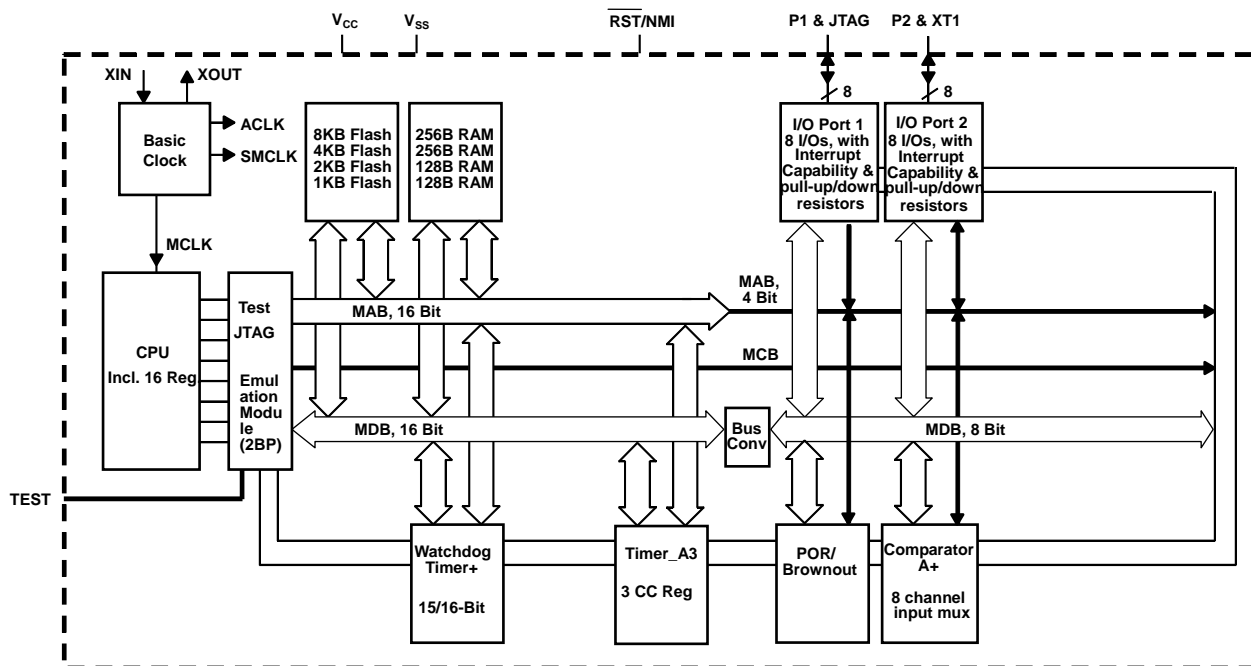 VCC
VSS
RST/NMI
P1 & JTAG
P2 & XT1
XIN
XOUT
8
8
Basic
Clock
ACLK
SMCLK
8KB Flash
4KB Flash
2KB Flash
1KB Flash
256B RAM
256B RAM
128B RAM
128B RAM
I/O Port 1
8 I/Os, with
Interrupt
Capability &
pull-up/down
resistors
I/O Port 2
8 I/Os, with
Interrupt
Capability &
pull-up/down
resistors
MCLK
CPU
Incl. 16 Reg
Test
JTAG
Emul
ation
Modu
le
(2BP)
MAB, 16 Bit
MAB,
4 Bit
MCB
MDB, 16 Bit
Bus
Conv
MDB, 8 Bit
TEST
Watchdog
Timer+
15/16-Bit
Timer_A3
3 CC Reg
POR/
Brownout
Comparator
A+
8 channel
input mux